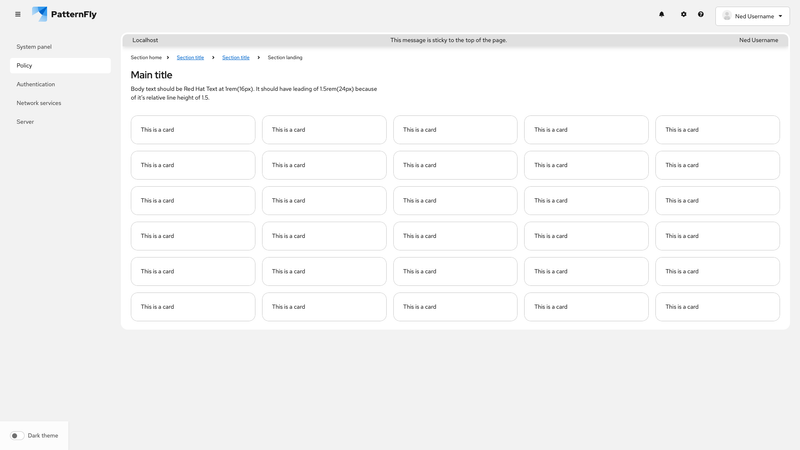 PatternFly
Ned Username
System panel
Policy
Authentication
Network services
Server
Localhost This message is sticky to the top of the page. Ned Username
Section home Section title Section title Section landing
Main title
Body text should be Red Hat Text at 1rem(16px). It should have leading of 1.5rem(24px) because
of it's relative line height of 1.5.
This is a card This is a card This is a card This is a card This is a card
This is a card This is a card This is a card This is a card This is a card
This is a card This is a card This is a card This is a card This is a card
This is a card This is a card This is a card This is a card This is a card
This is a card This is a card This is a card This is a card This is a card
This is a card This is a card This is a card This is a card This is a card
Dark theme